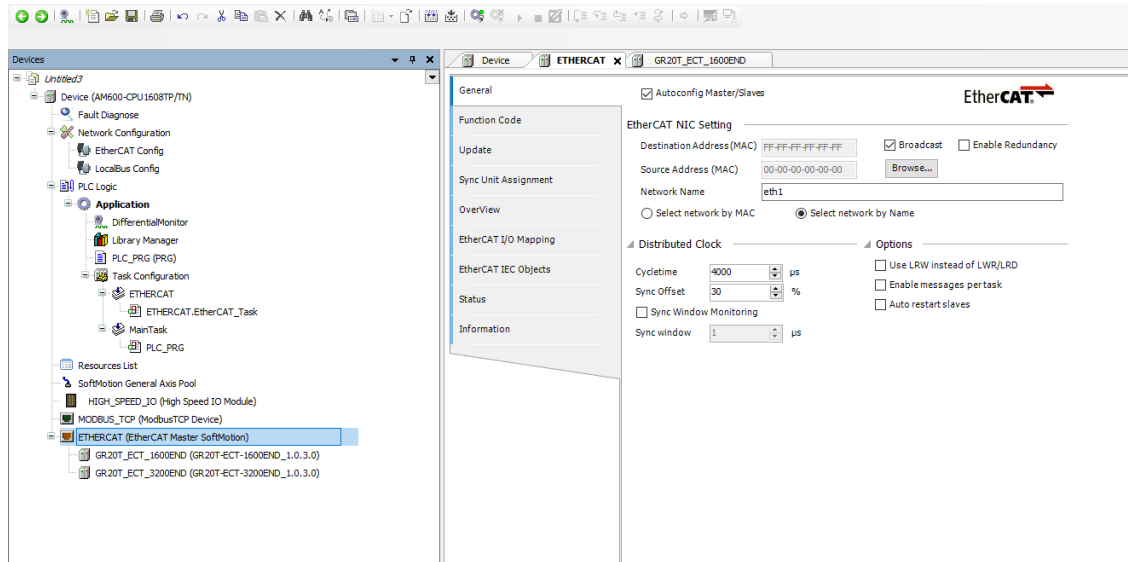 Devices
Untitled3
Device (AM600-CPU1608TP/TN)
Fault Diagnose
Network Configuration
EtherCAT Config
LocalBus Config
PLC Logic
Application
DifferentialMonitor
Library Manager
PLC_PRG (PRG)
Task Configuration
ETHERCAT
ETHERCAT.EtherCAT_Task
MainTask
PLC_PRG
Resources List
SoftMotion General Axis Pool
HIGH_SPEED_IO (High Speed IO Module)
MODBUS_TCP (ModbusTCP Device)
ETHERCAT (EtherCAT Master SoftMotion)
GR20T_ECT_1600END (GR20T-ECT-1600END_1.0.3.0)
GR20T_ECT_3200END (GR20T-ECT-3200END_1.0.3.0)
Device ETHERCAT GR20T_ECT_1600END
General
Function Code
Update
Sync Unit Assignment
OverView
EtherCAT I/O Mapping
EtherCAT IEC Objects
Status
Information
Autoconfig Master/Slaves
EtherCAT
EtherCAT NIC Setting
Destination Address (MAC) FF-FF-FF-FF-FF-FF Broadcast Enable Redundancy
Source Address (MAC) 00-00-00-00-00-00 Browse...
Network Name eth1
Select network by MAC Select network by Name
Distributed Clock Options
Cycletime 4000 µs Use LRW instead of LWR/LRD
Sync Offset 30 % Enable messages per task
Sync Window Monitoring Auto restart slaves
Sync window 1 µs